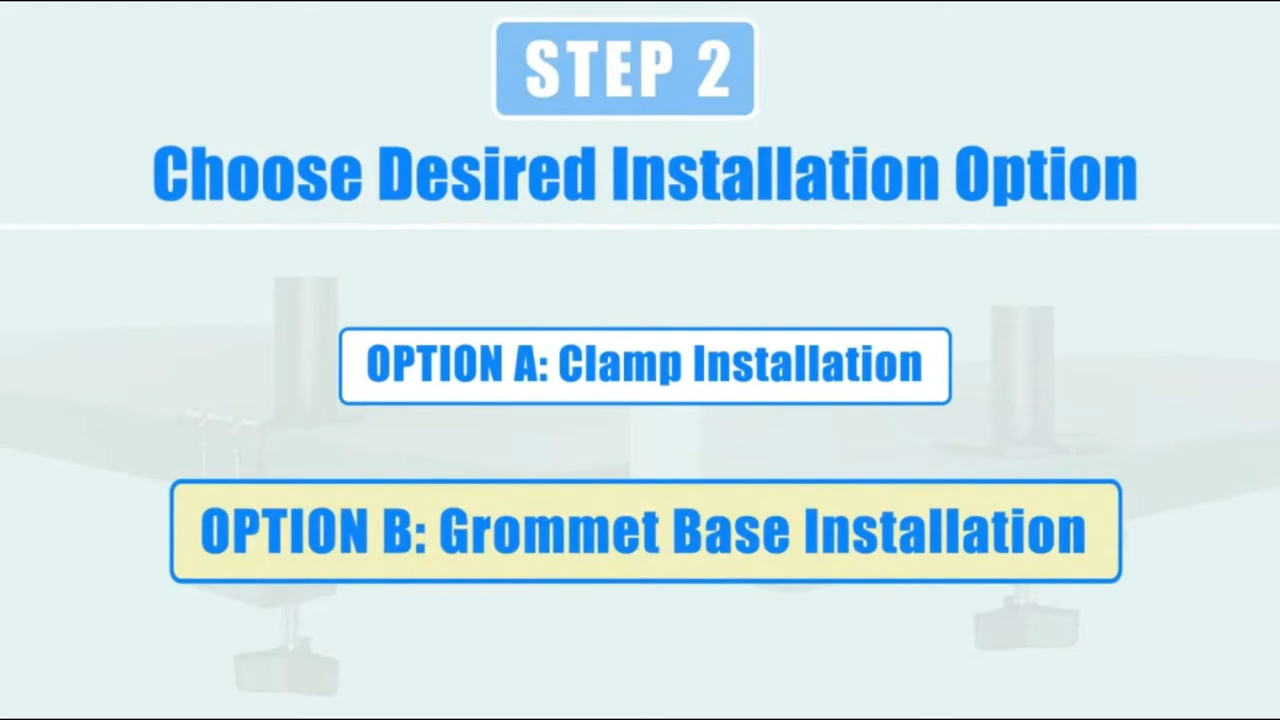 STEP 2
Choose Desired Installation Option
OPTION A: Clamp Installation
OPTION B: Grommet Base Installation